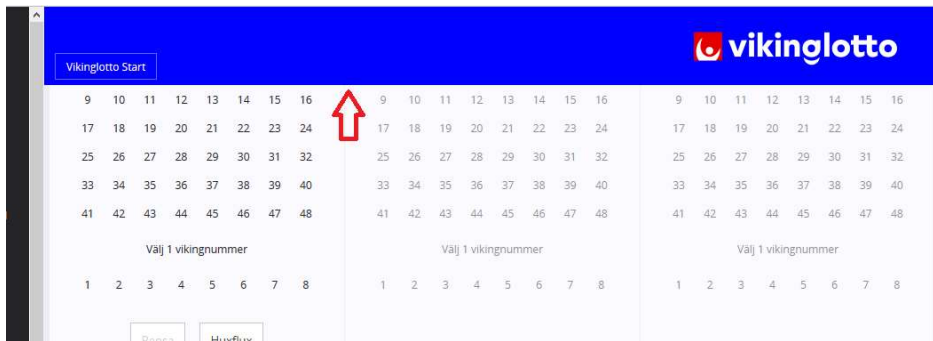 vikinglotto
Vikinglotto Start
9 10 11 12 13 14 15 16 9 10 11 12 13 14 15 16 9 10 11 12 13 14 15 16
17 18 19 20 21 22 23 24 17 18 19 20 21 22 23 24 17 18 19 20 21 22 23 24
25 26 27 28 29 30 31 32 25 26 27 28 29 30 31 32 25 26 27 28 29 30 31 32
33 34 35 36 37 38 39 40 33 34 35 36 37 38 39 40 33 34 35 36 37 38 39 40
41 42 43 44 45 46 47 48 41 42 43 44 45 46 47 48 41 42 43 44 45 46 47 48
Välj 1 vikingnummer Välj 1 vikingnummer Välj 1 vikingnummer
1 2 3 4 5 6 7 8 1 2 3 4 5 6 7 8 1 2 3 4 5 6 7 8
Rensa Huxflux